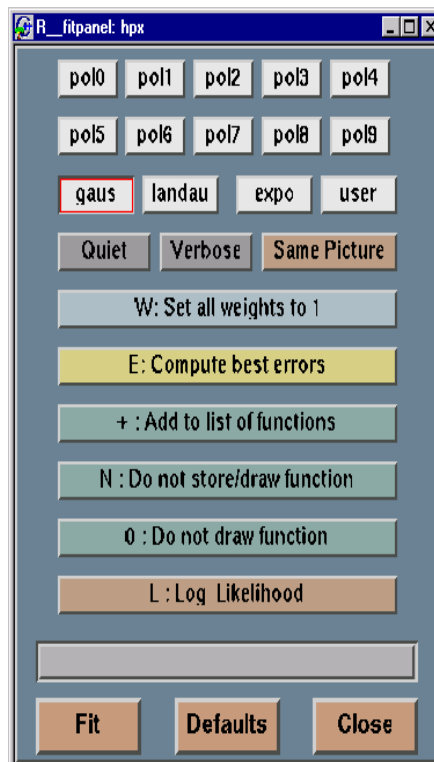 R__fitpanel: hpx
pol0 pol1 pol2 pol3 pol4
pol5 pol6 pol7 pol8 pol9
gaus landau expo user
Quiet Verbose Same Picture
W: Set all weights to 1
E: Compute best errors
+ : Add to list of functions
N : Do not store/draw function
0 : Do not draw function
L : Log Likelihood
Fit Defaults Close